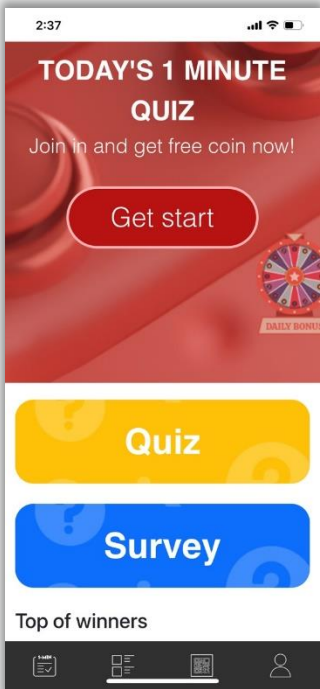 2:37
TODAY'S 1 MINUTE
QUIZ
Join in and get free coin now!
Get start
DAILY BONUS
Quiz
Survey
Top of winners